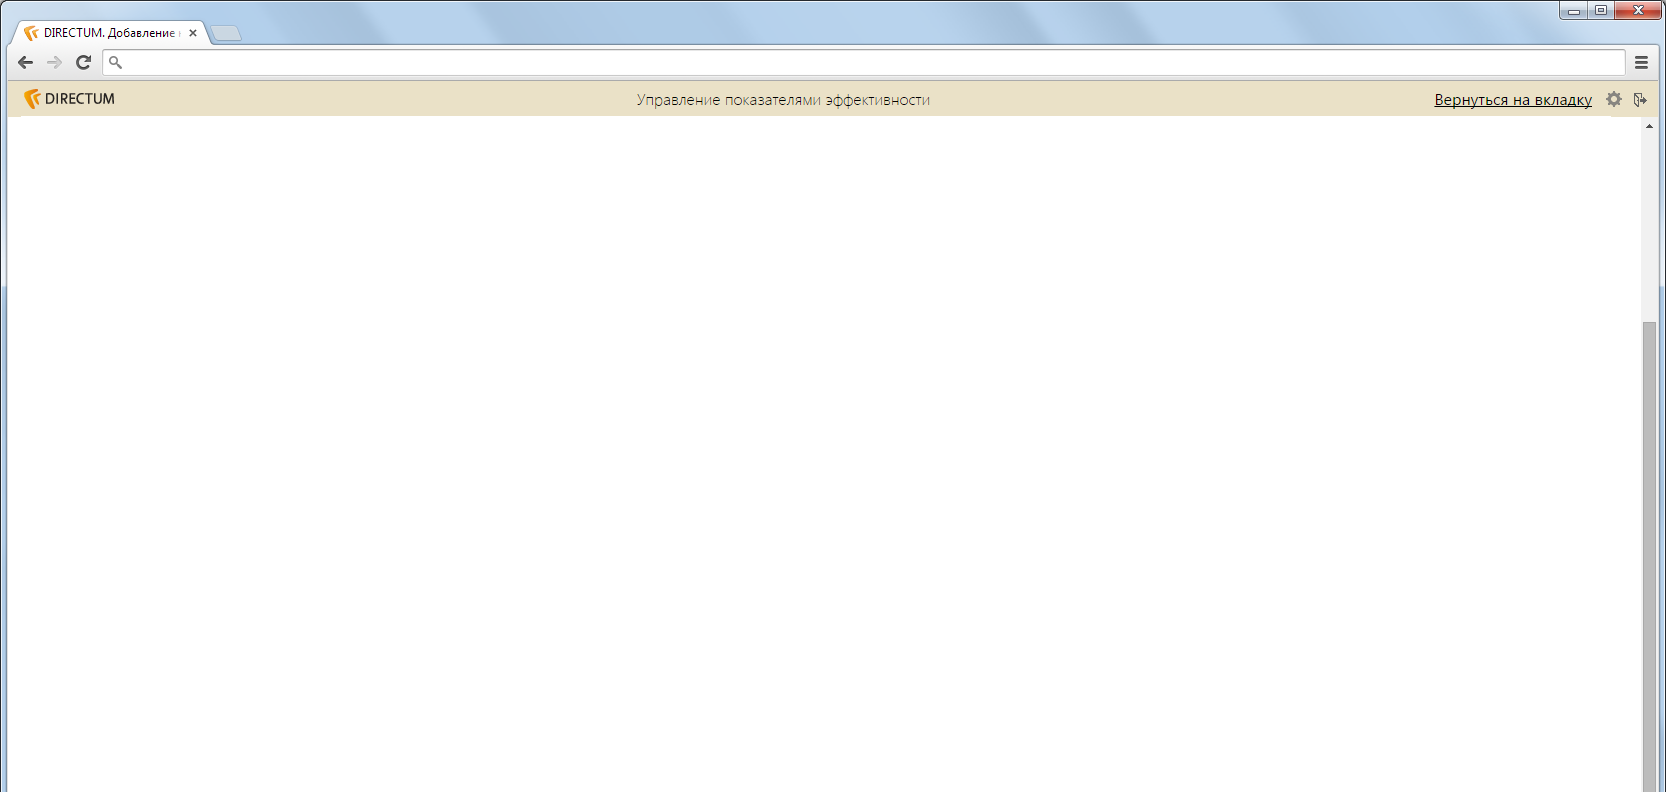 DIRECTUM. Добавление
DIRECTUM
Управление показателями эффективности
Вернуться на вкладку